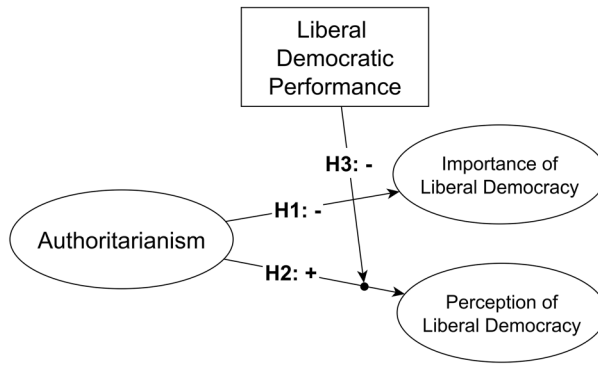 Liberal
Democratic
Performance
H3: -
Importance of
Liberal Democracy
H1: -
Authoritarianism
H2: +
Perception of
Liberal Democracy